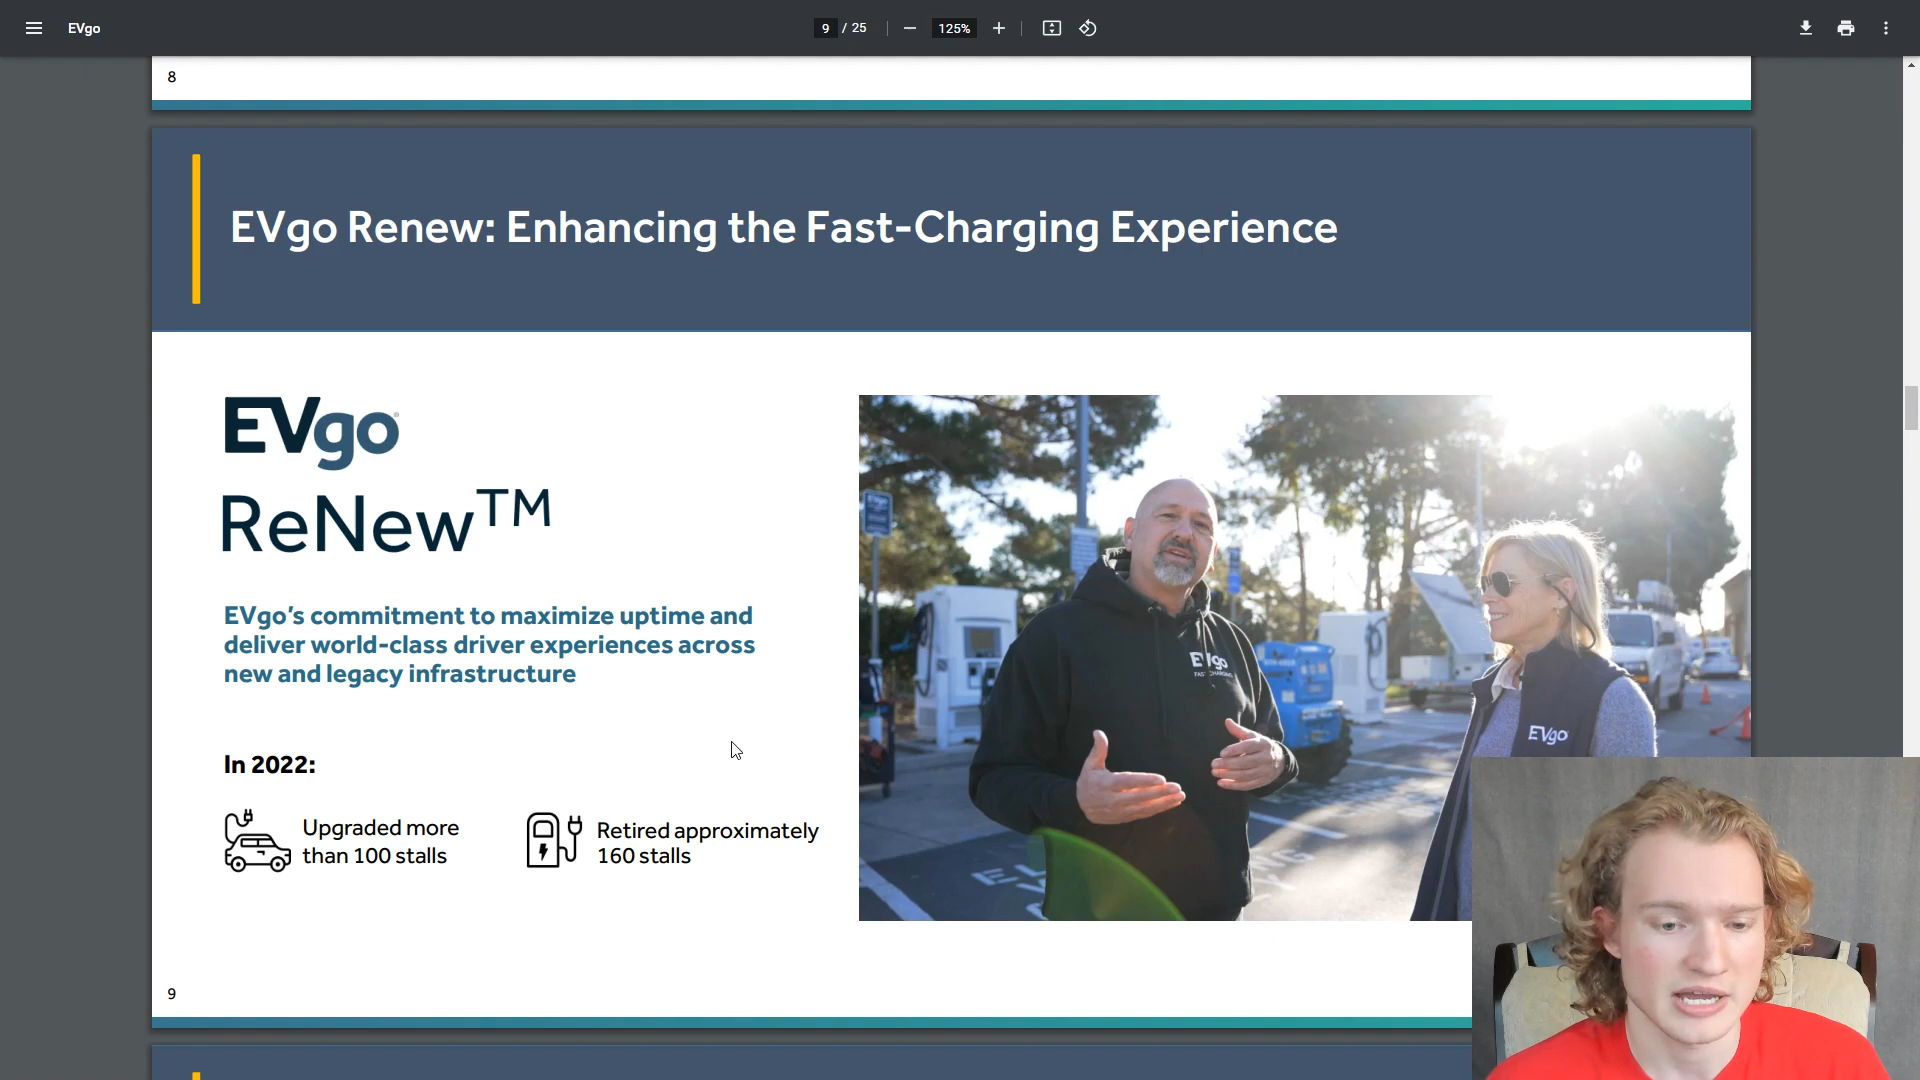 EVgo
9 / 25
125%
8
EVgo Renew: Enhancing the Fast-Charging Experience
EVgo
ReNew™
EVgo’s commitment to maximize uptime and
deliver world-class driver experiences across
new and legacy infrastructure
In 2022:
Upgraded more
than 100 stalls
Retired approximately
160 stalls
EVgo
FAST CHARGING
EVgo
9